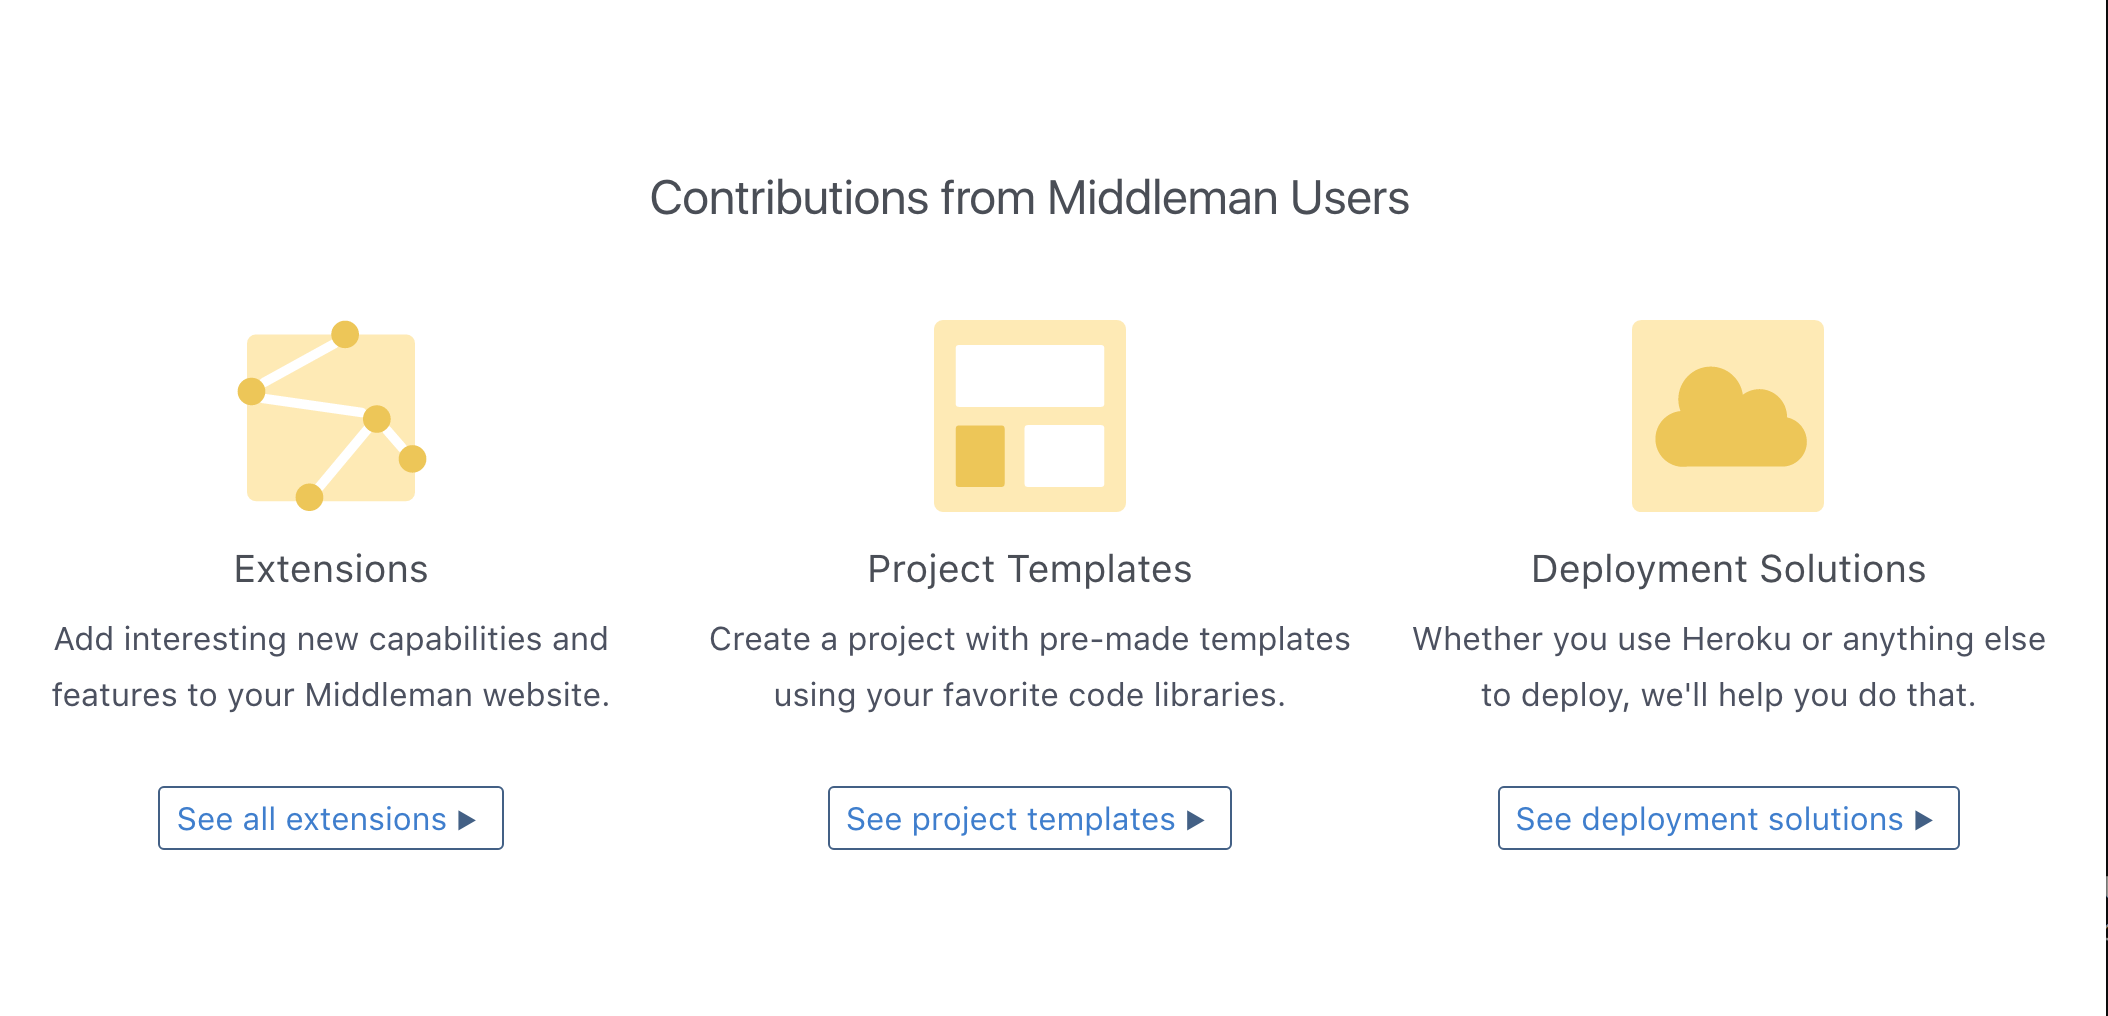 Contributions from Middleman Users
Extensions
Add interesting new capabilities and
features to your Middleman website.
See all extensions ▶
Project Templates
Create a project with pre-made templates
using your favorite code libraries.
See project templates ▶
Deployment Solutions
Whether you use Heroku or anything else
to deploy, we'll help you do that.
See deployment solutions ▶